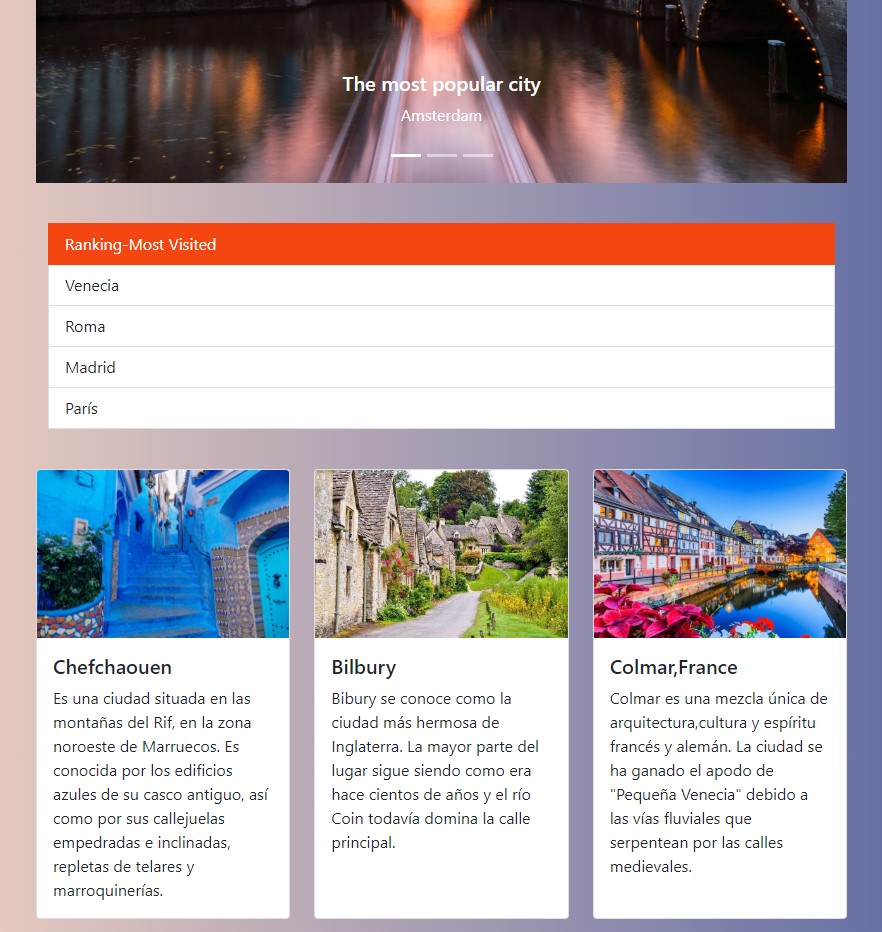 The most popular city
Amsterdam
Ranking-Most Visited
Venecia
Roma
Madrid
París
Chefchaouen
Es una ciudad situada en las
montañas del Rif, en la zona
noroeste de Marruecos. Es
conocida por los edificios
azules de su casco antiguo, así
como por sus callejuelas
empedradas e inclinadas,
repletas de telares y
marroquinerías.
Bilbury
Bibury se conoce como la
ciudad más hermosa de
Inglaterra. La mayor parte del
lugar sigue siendo como era
hace cientos de años y el río
Coin todavía domina la calle
principal.
Colmar,France
Colmar es una mezcla única de
arquitectura,cultura y espíritu
francés y alemán. La ciudad se
ha ganado el apodo de
"Pequeña Venecia" debido a
las vías fluviales que
serpentean por las calles
medievales.